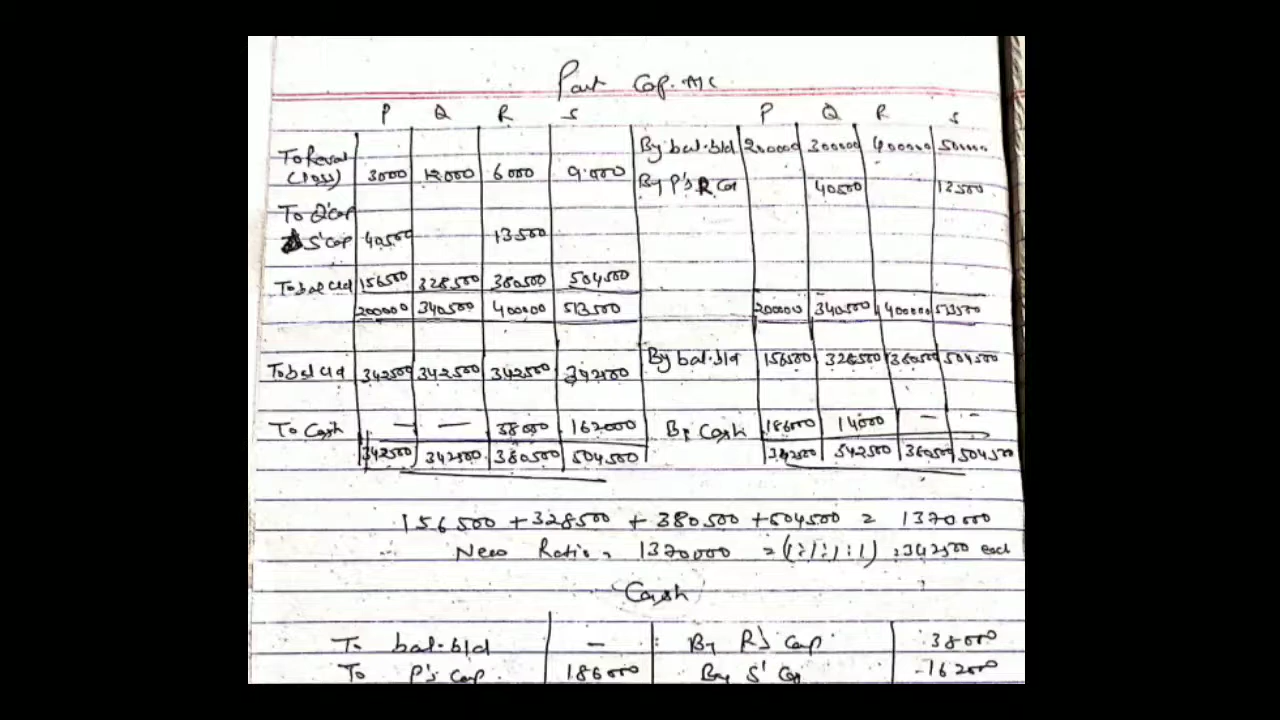 Part Cap. A/c
P Q R S P Q R S
By bal. b/d 200000 300000 400000 50
To Reval (loss) 3000 12000 6000 9000
By P's R Ca 40500 13500
To Q'Cap
S'Cap 40500 13500
To bal c/d 156500 328500 380500 504500
200000 340500 400000 513500 200000 340500 400000 513500
By bal. b/d 156500 328500 380500 504500
To bal c/d 342500 342500 342500 342500
To Cash — — 38000 162000 By Cash 186000 14000 — —
342500 342500 380500 504500 342500 342500 380500 504500
156500 + 328500 + 380500 + 504500 = 1370000
New Ratio = 1370000 = (1:1:1:1) = 342500 each
Cash
To bal. b/d — By R's Cap 38000
To P's Cap. 186000 By S' Cap 162000